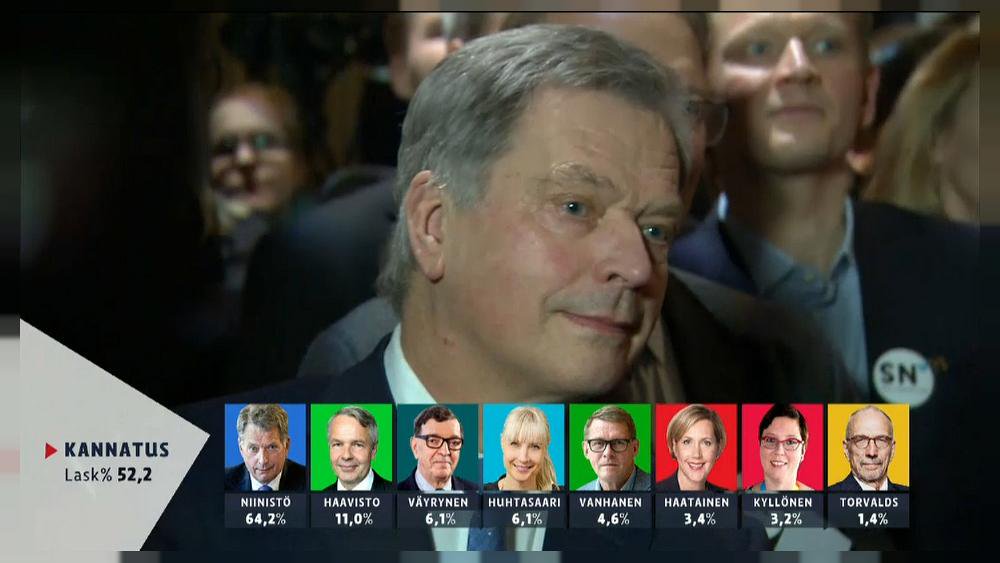 SN
KANNATUS
Lask% 52,2
NIINISTÖ HAAVISTO VÄYRYNEN HUHTASAARI VANHANEN HAATAINEN KYLLÖNEN TORVALDS
64,2% 11,0% 6,1% 6,1% 4,6% 3,4% 3,2% 1,4%